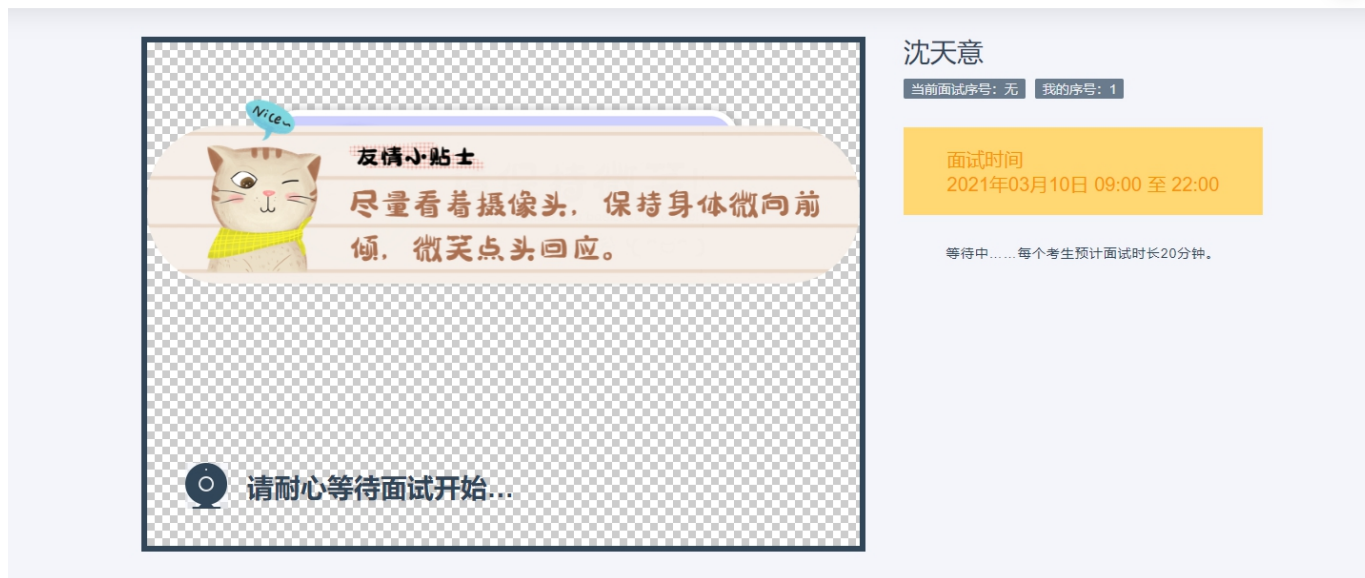 沈天意
当前面试序号：无 我的序号：1
Nice~
友情小贴士
尽量看着摄像头，保持身体微向前
倾，微笑点头回应。
面试时间
2021年03月10日 09:00 至 22:00
等待中……每个考生预计面试时长20分钟。
请耐心等待面试开始...